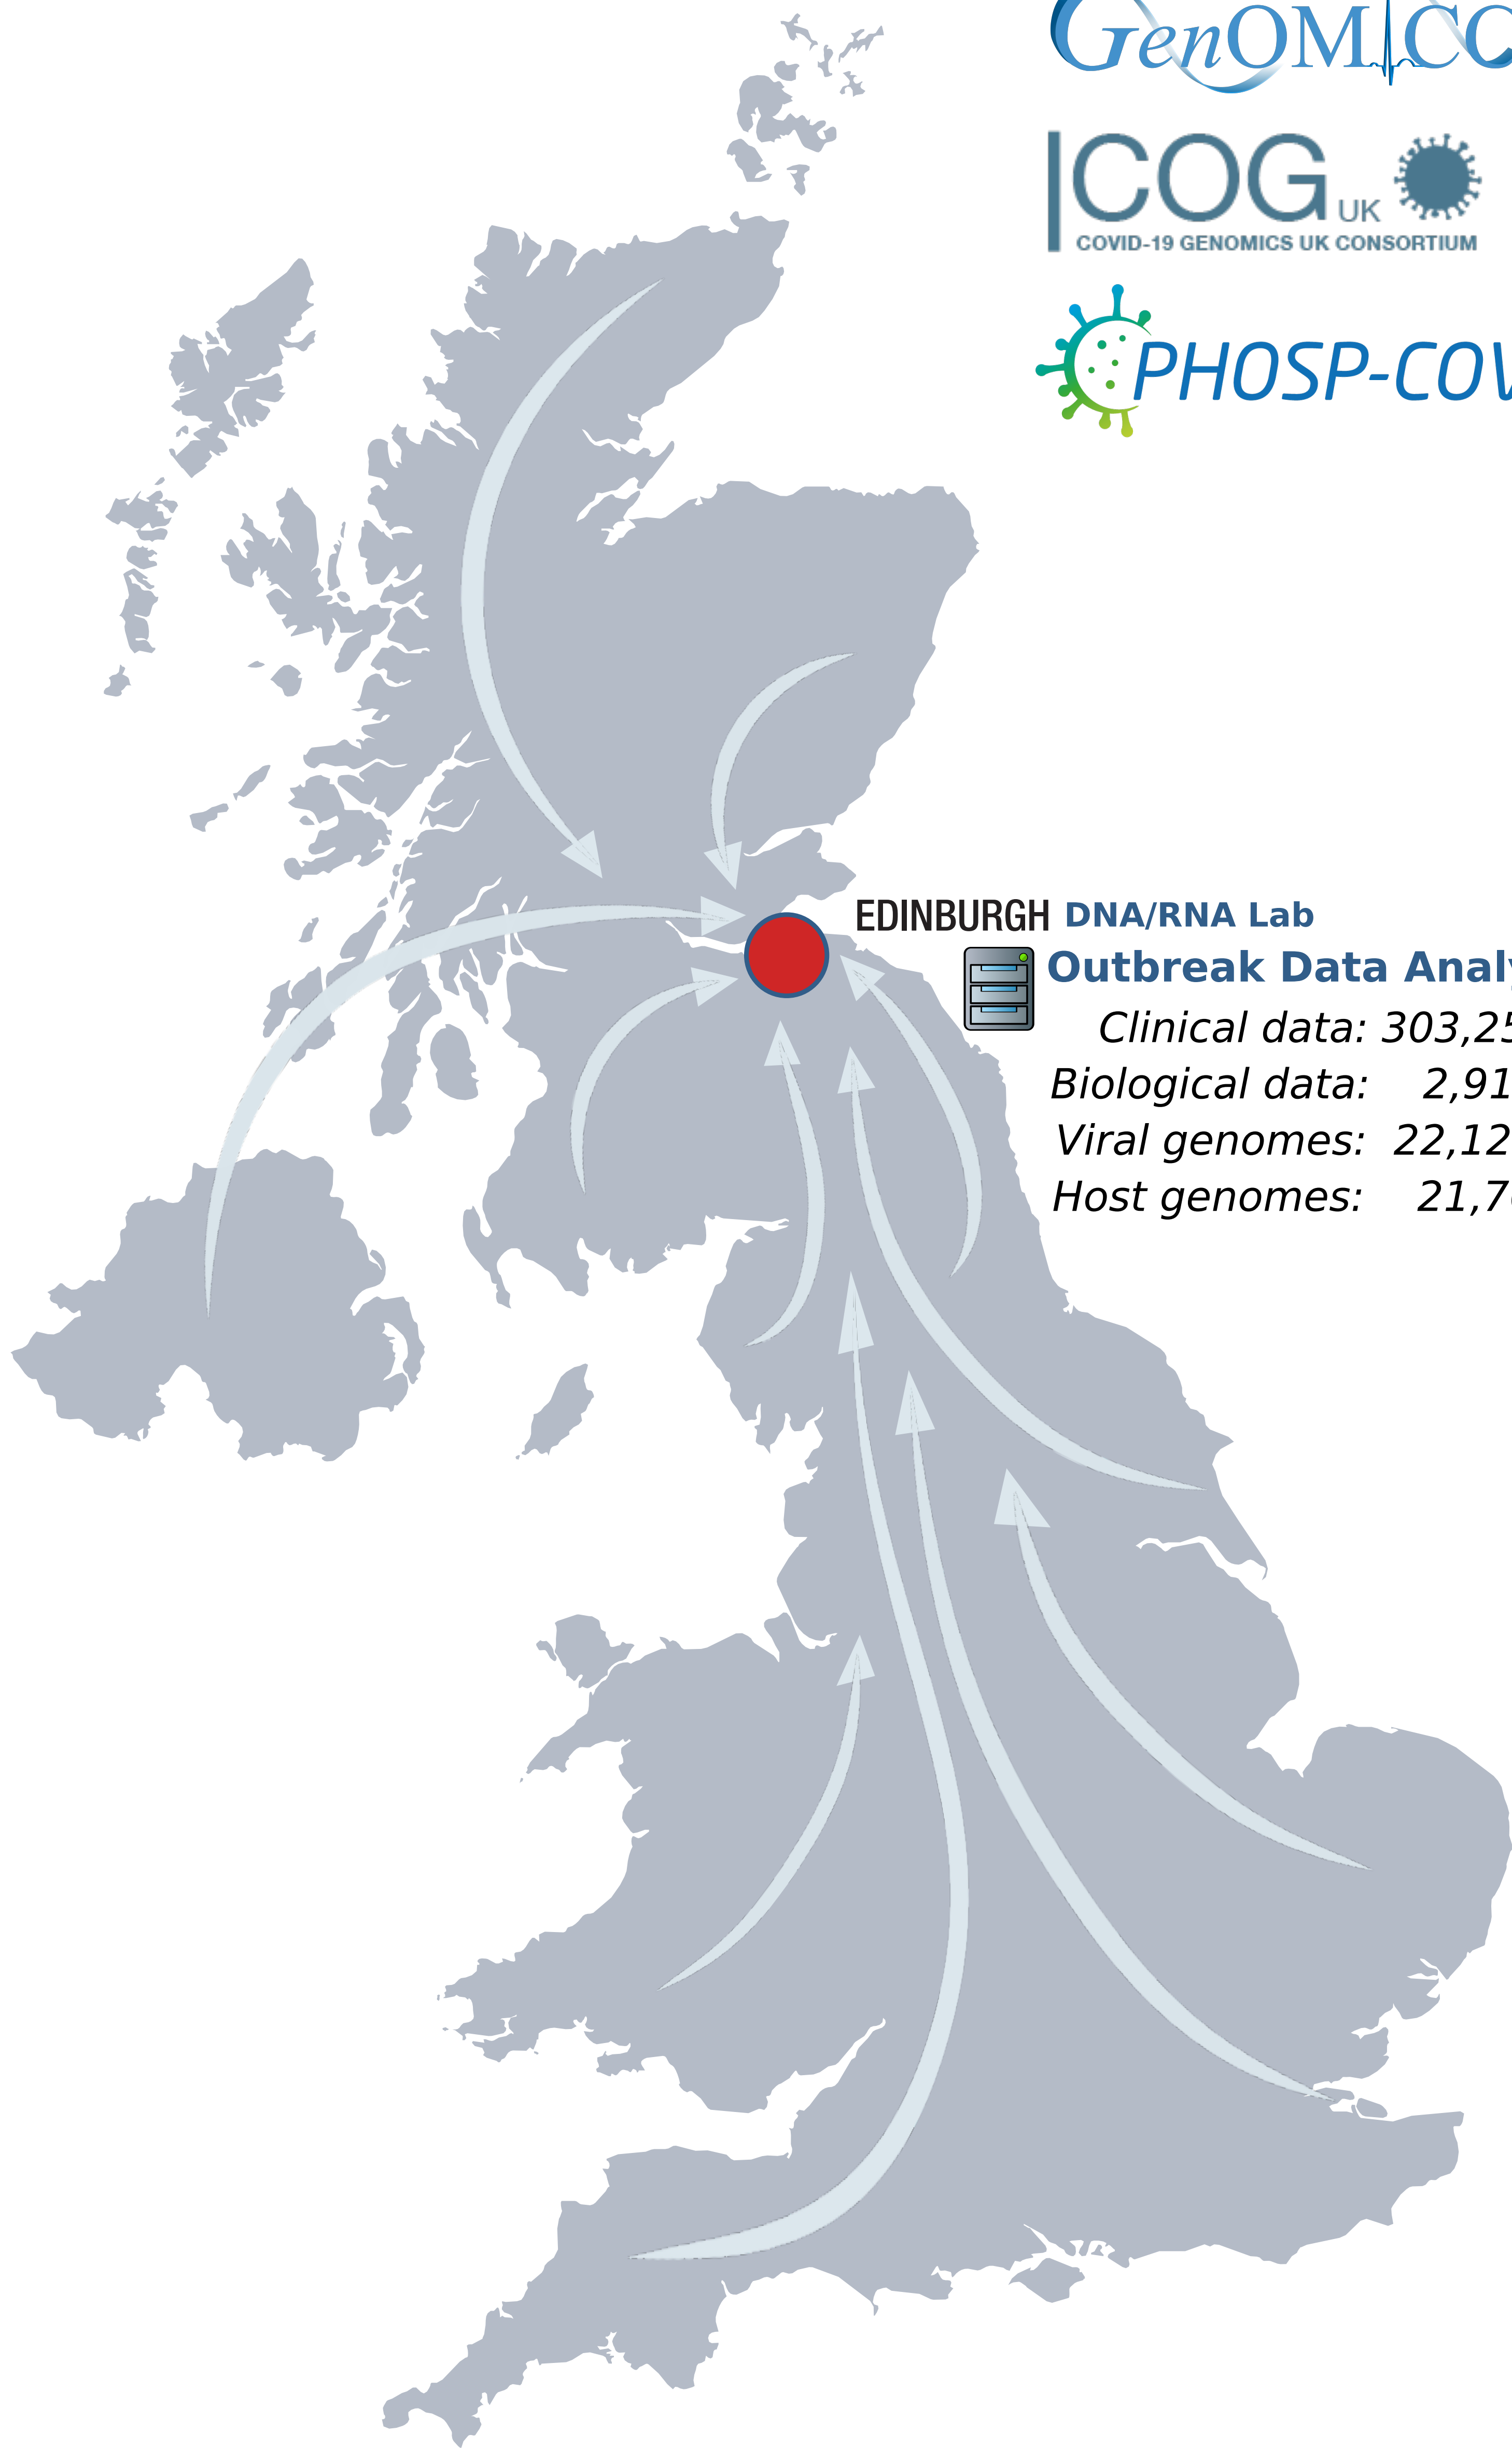 GenOMICC
COG UK
COVID-19 GENOMICS UK CONSORTIUM
PHOSP-COV
EDINBURGH DNA/RNA Lab
Outbreak Data Analy
Clinical data: 303,25
Biological data: 2,91
Viral genomes: 22,12
Host genomes: 21,7